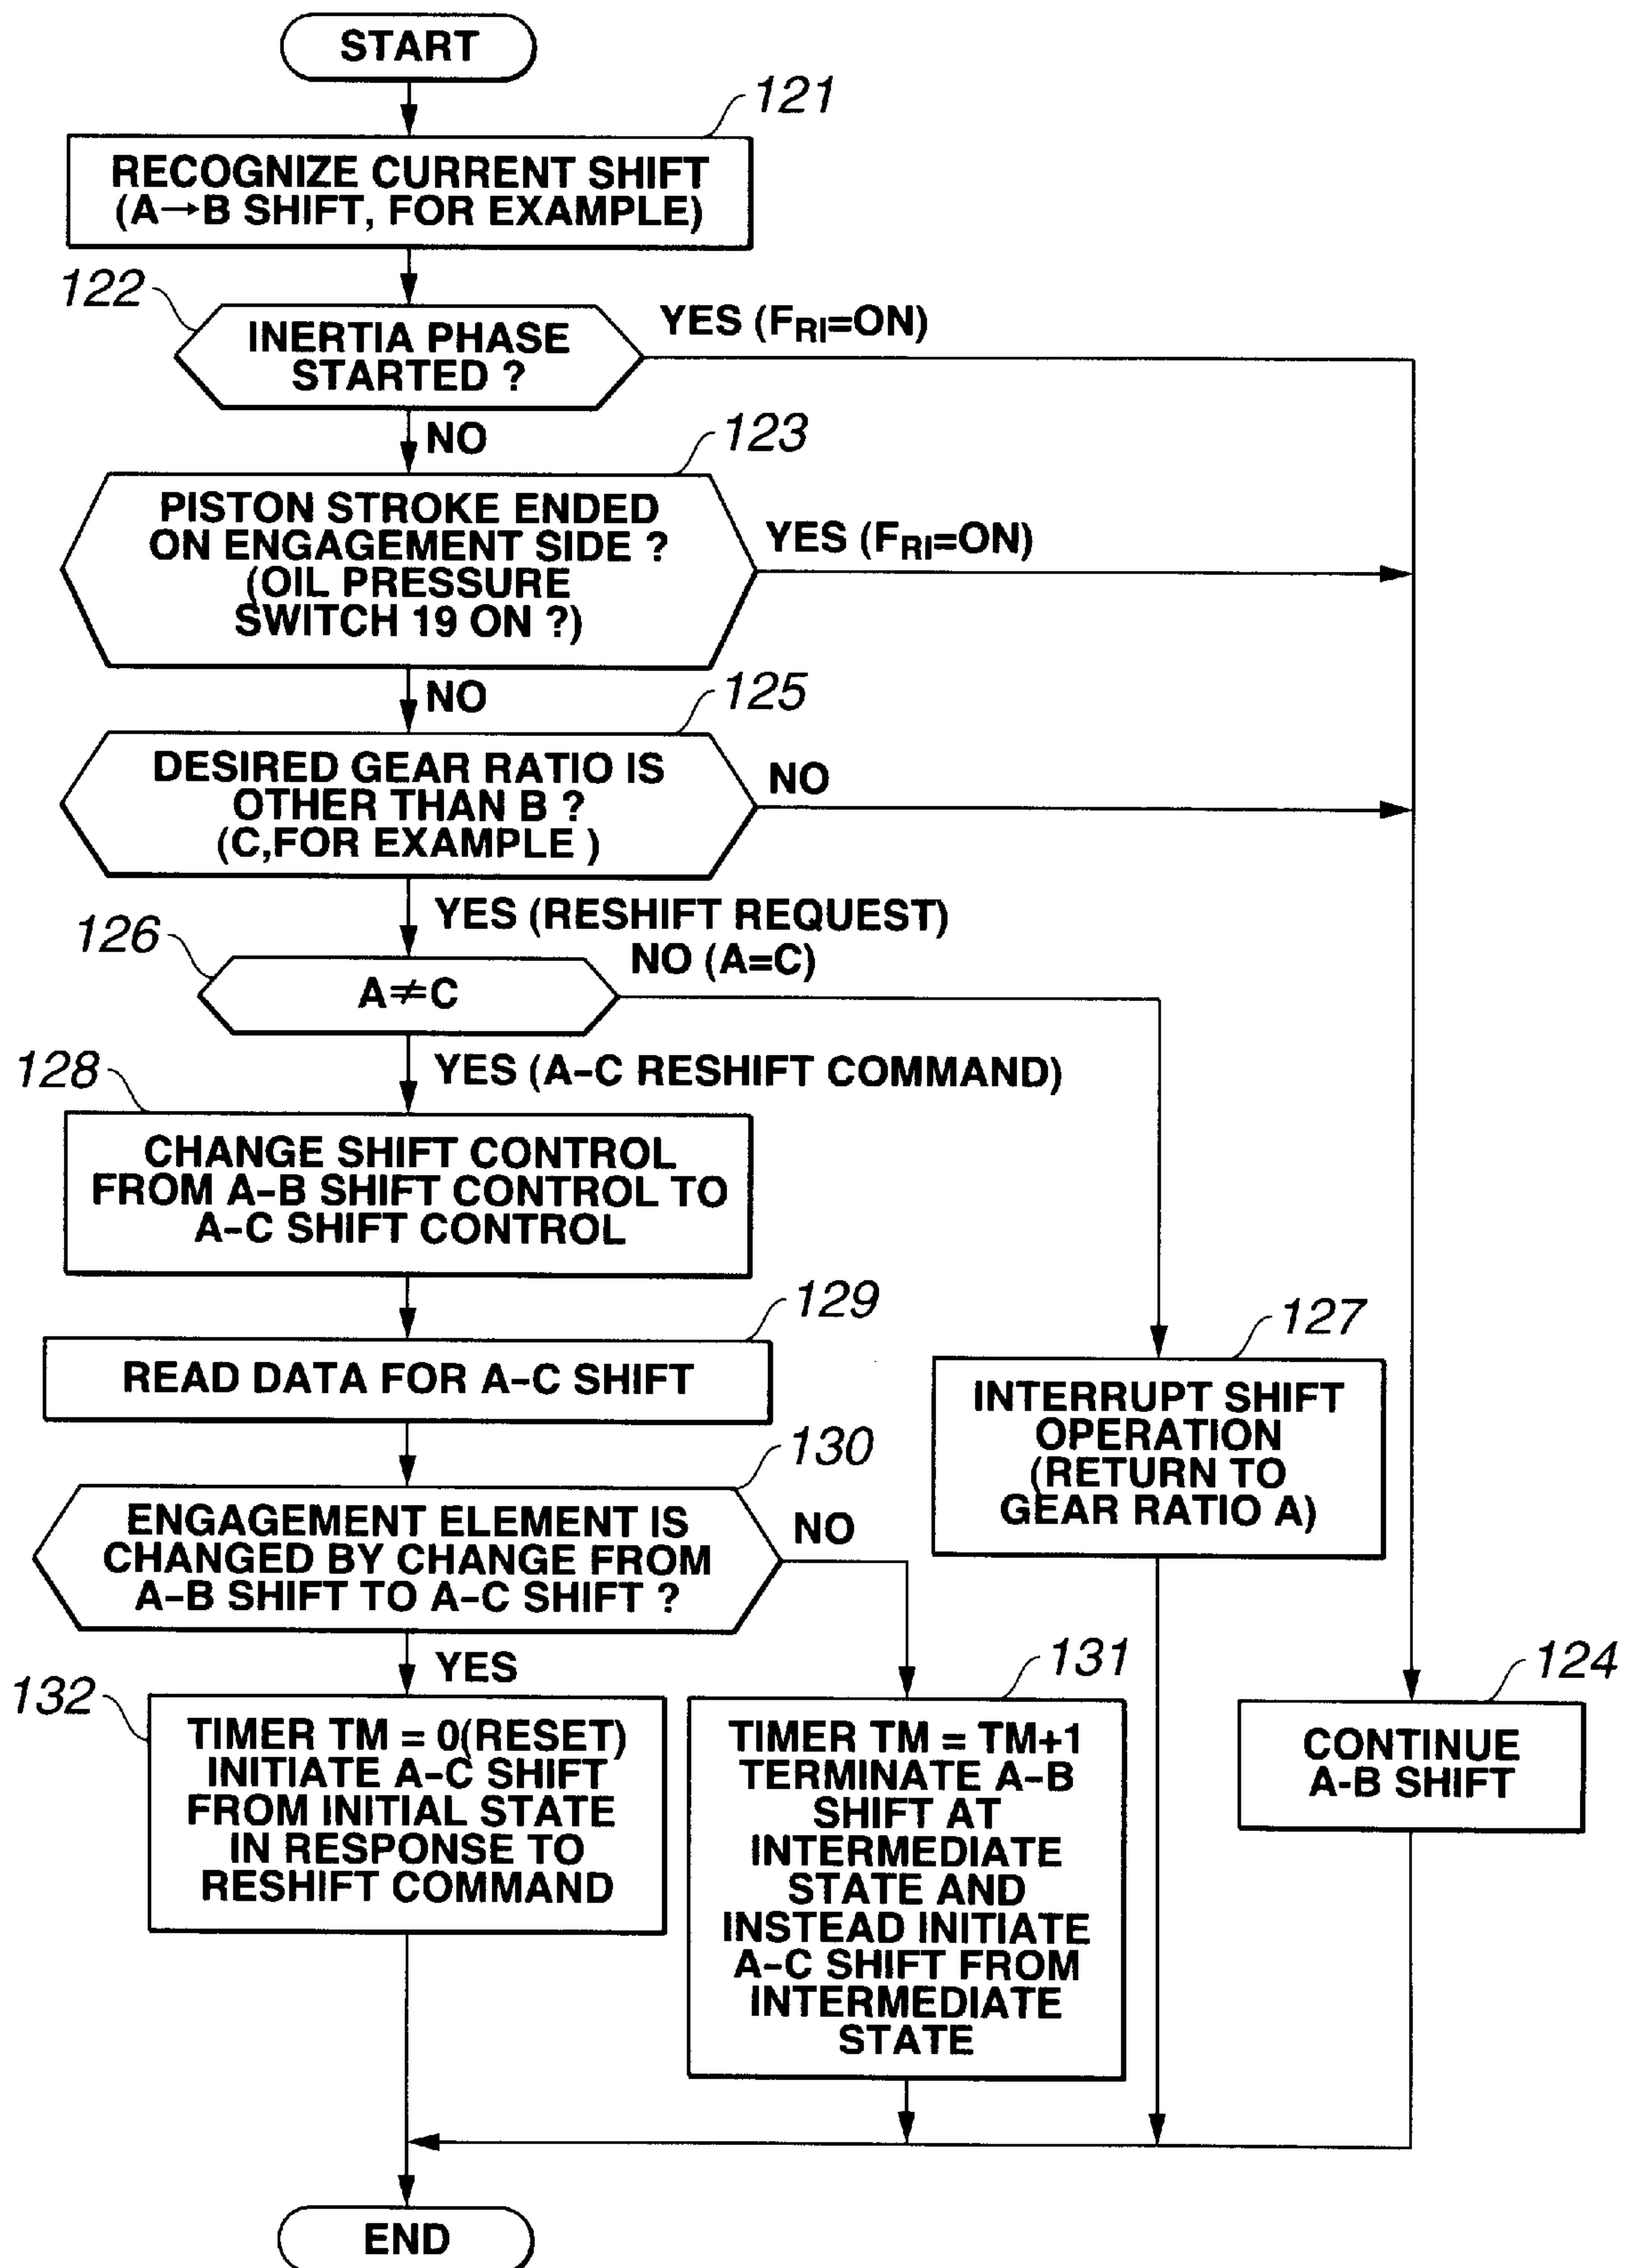 START
121
RECOGNIZE CURRENT SHIFT
(A→B SHIFT, FOR EXAMPLE)
122
INERTIA PHASE
STARTED ?
YES (FRI=ON)
NO
123
PISTON STROKE ENDED
ON ENGAGEMENT SIDE ?
(OIL PRESSURE
SWITCH 19 ON ?)
YES (FRI=ON)
NO
125
DESIRED GEAR RATIO IS
OTHER THAN B ?
(C,FOR EXAMPLE )
NO
YES (RESHIFT REQUEST)
126
NO (A=C)
A≠C
YES (A-C RESHIFT COMMAND)
128
CHANGE SHIFT CONTROL
FROM A-B SHIFT CONTROL TO
A-C SHIFT CONTROL
129
READ DATA FOR A-C SHIFT
127
INTERRUPT SHIFT
OPERATION
(RETURN TO
GEAR RATIO A)
130
ENGAGEMENT ELEMENT IS
CHANGED BY CHANGE FROM
A-B SHIFT TO A-C SHIFT ?
NO
YES
132
TIMER TM = 0(RESET)
INITIATE A-C SHIFT
FROM INITIAL STATE
IN RESPONSE TO
RESHIFT COMMAND
131
TIMER TM = TM+1
TERMINATE A-B
SHIFT AT
INTERMEDIATE
STATE AND
INSTEAD INITIATE
A-C SHIFT FROM
INTERMEDIATE
STATE
124
CONTINUE
A-B SHIFT
END